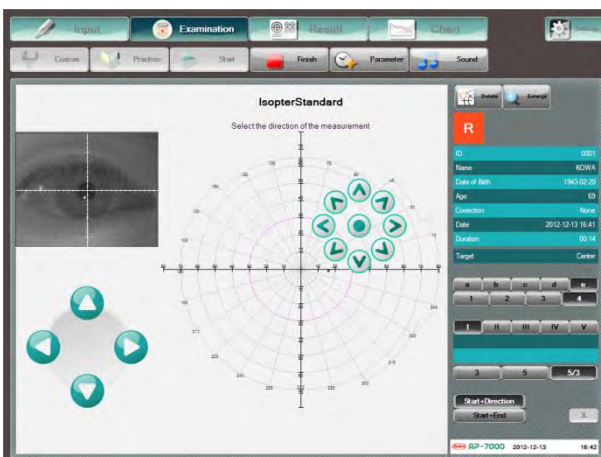 Input Examination Result Chart Settings
Custom Practice Start Finish Parameter Sound
IsopterStandard
Select the direction of the measurement
Delete Enlarge
R
ID 0001
Name KOWA
Date of Birth 1943-02-20
Age 69
Correction None
Date 2012-12-13 16:41
Duration 00:14
Target Center
a b c d e
1 2 3 4
I II III IV V
3 5 5/3
Start+Direction
Start+End X
Kowa RP-7000 2012-12-13 16:42